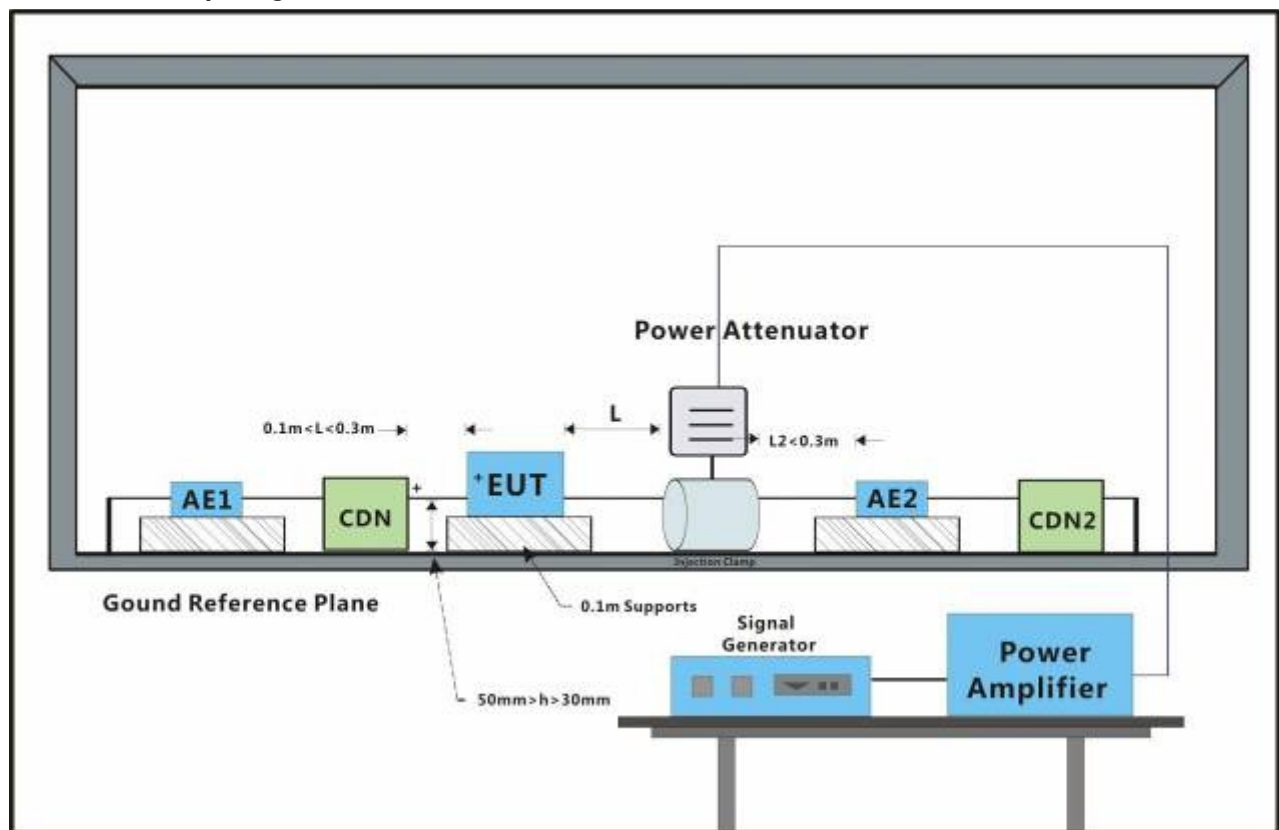 Power Attenuator
0.1m<L<0.3m
L
L2<0.3m
AE1
CDN
+
+EUT
AE2
CDN2
Injection Clamp
Gound Reference Plane
0.1m Supports
Signal
Generator
Power
Amplifier
50mm>h>30mm